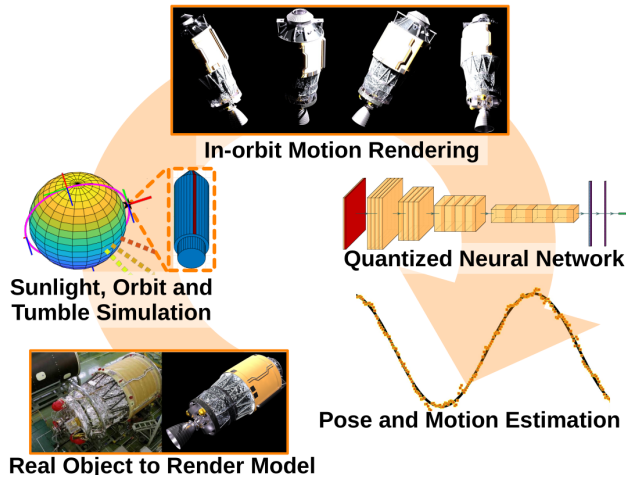 In-orbit Motion Rendering
Quantized Neural Network
Sunlight, Orbit and
Tumble Simulation
Pose and Motion Estimation
Real Object to Render Model